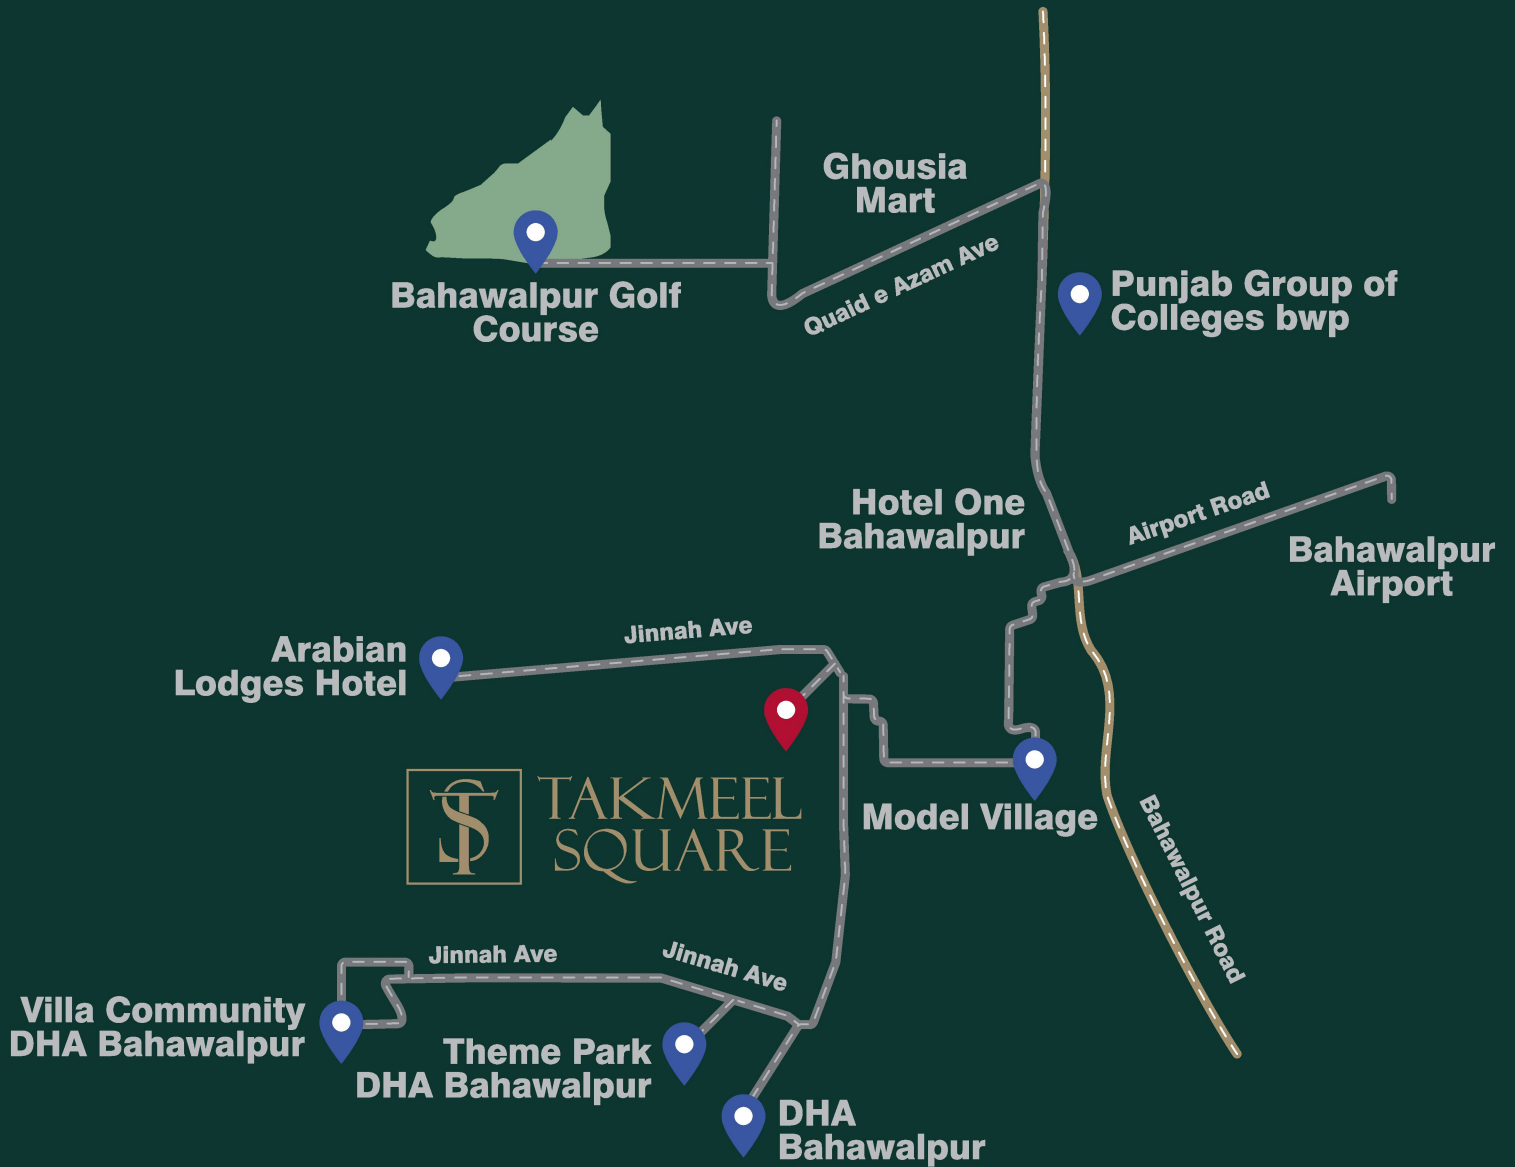 Ghousia
Mart
Quaid e Azam Ave
Bahawalpur Golf
Course
Punjab Group of
Colleges bwp
Hotel One
Bahawalpur
Airport Road
Bahawalpur
Airport
Jinnah Ave
Arabian
Lodges Hotel
TS
TAKMEEL
SQUARE
Model Village
Bahawalpur Road
Jinnah Ave
Jinnah Ave
Villa Community
DHA Bahawalpur
Theme Park
DHA Bahawalpur
DHA
Bahawalpur